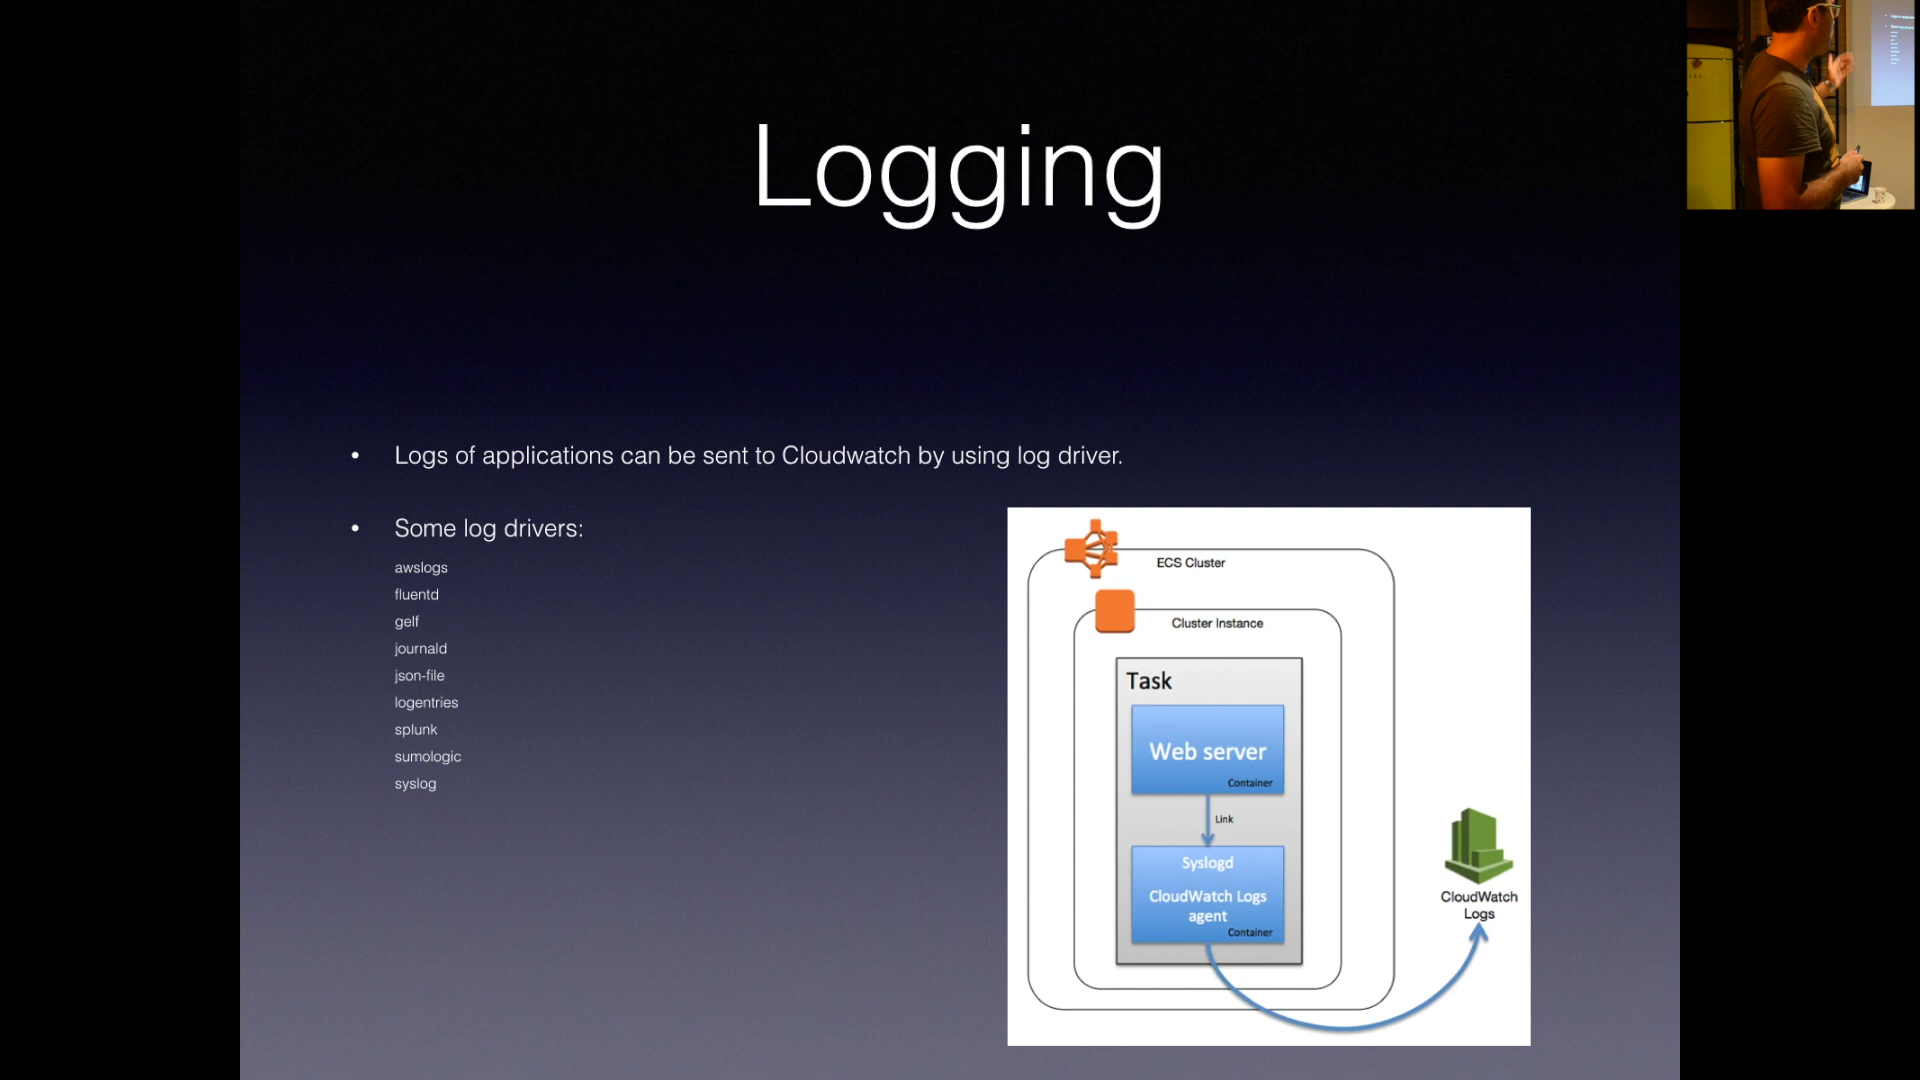 Logging
• Logs of applications can be sent to Cloudwatch by using log driver.
• Some log drivers:
awslogs
fluentd
gelf
journald
json-file
logentries
splunk
sumologic
syslog
ECS Cluster
Cluster Instance
Task
Web server
Container
Link
Syslogd
CloudWatch Logs
agent
Container
CloudWatch
Logs